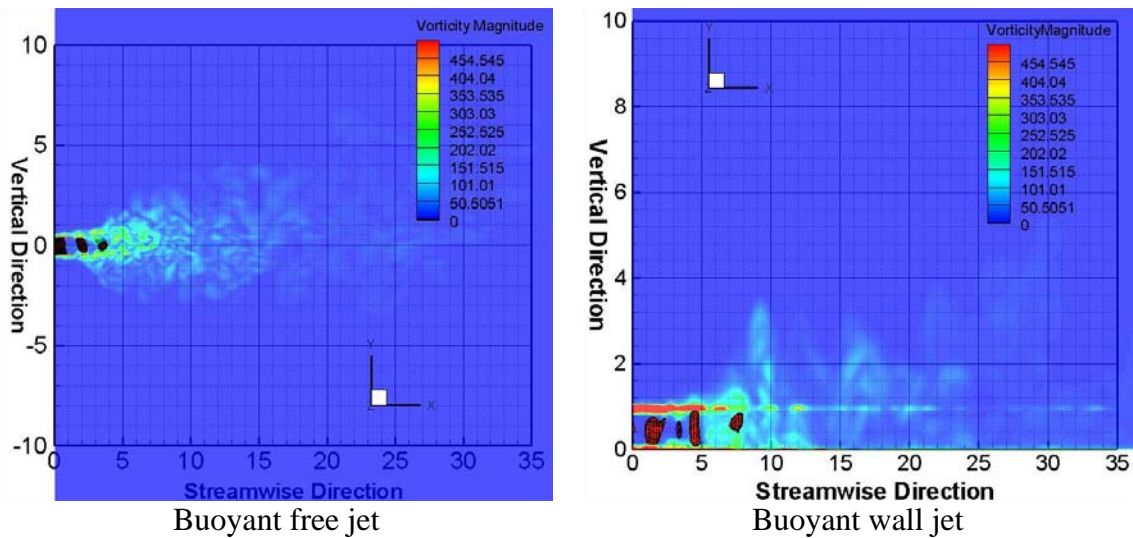 Vorticity Magnitude
454.545
404.04
353.535
303.03
252.525
202.02
151.515
101.01
50.5051
0
10
5
0
-5
-10
Vertical Direction
Y
Z X
0 5 10 15 20 25 30 35
Streamwise Direction
Buoyant free jet
VorticityMagnitude
454.545
404.04
353.535
303.03
252.525
202.02
151.515
101.01
50.5051
0
Y
Z X
10
8
6
4
2
0
Vertical Direction
0 5 10 15 20 25 30 35
Streamwise Direction
Buoyant wall jet